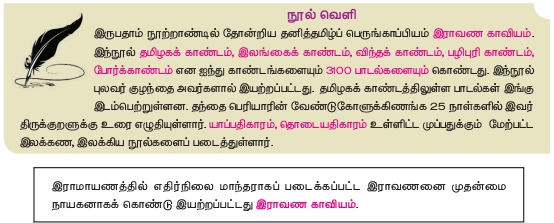 நூல் வெளி
இருபதாம் நூற்றாண்டில் தோன்றிய தனித்தமிழ்ப் பெருங்காப்பியம் இராவண காவியம்.
இந்நூல் தமிழகக் காண்டம், இலங்கைக் காண்டம், விந்தக் காண்டம், பழிபுரி காண்டம்,
போர்க்காண்டம் என ஐந்து காண்டங்களையும் 3100 பாடல்களையும் கொண்டது. இந்நூல்
புலவர் குழந்தை அவர்களால் இயற்றப்பட்டது. தமிழகக் காண்டத்திலுள்ள பாடல்கள் இங்கு
இடம்பெற்றுள்ளன. தந்தை பெரியாரின் வேண்டுகோளுக்கிணங்க 25 நாள்களில் இவர்
திருக்குறளுக்கு உரை எழுதியுள்ளார். யாப்பதிகாரம், தொடையதிகாரம் உள்ளிட்ட முப்பதுக்கும் மேற்பட்ட
இலக்கண, இலக்கிய நூல்களைப் படைத்துள்ளார்.
இராமாயணத்தில் எதிர்நிலை மாந்தராகப் படைக்கப்பட்ட இராவணனை முதன்மை
நாயகனாகக் கொண்டு இயற்றப்பட்டது இராவண காவியம்.